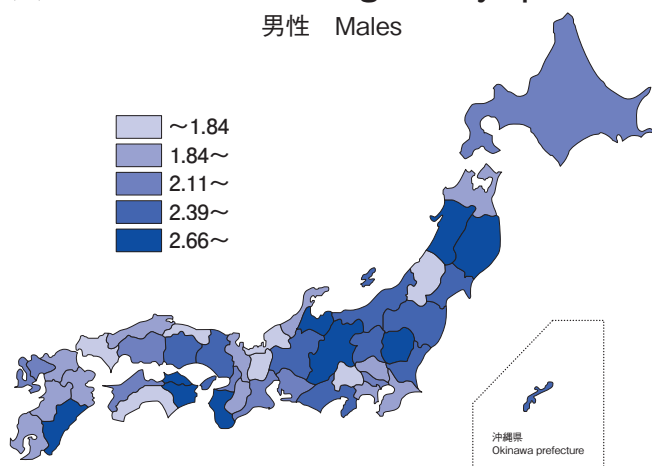 男性 Males
~1.84
1.84~
2.11~
2.39~
2.66~
沖縄県
Okinawa prefecture